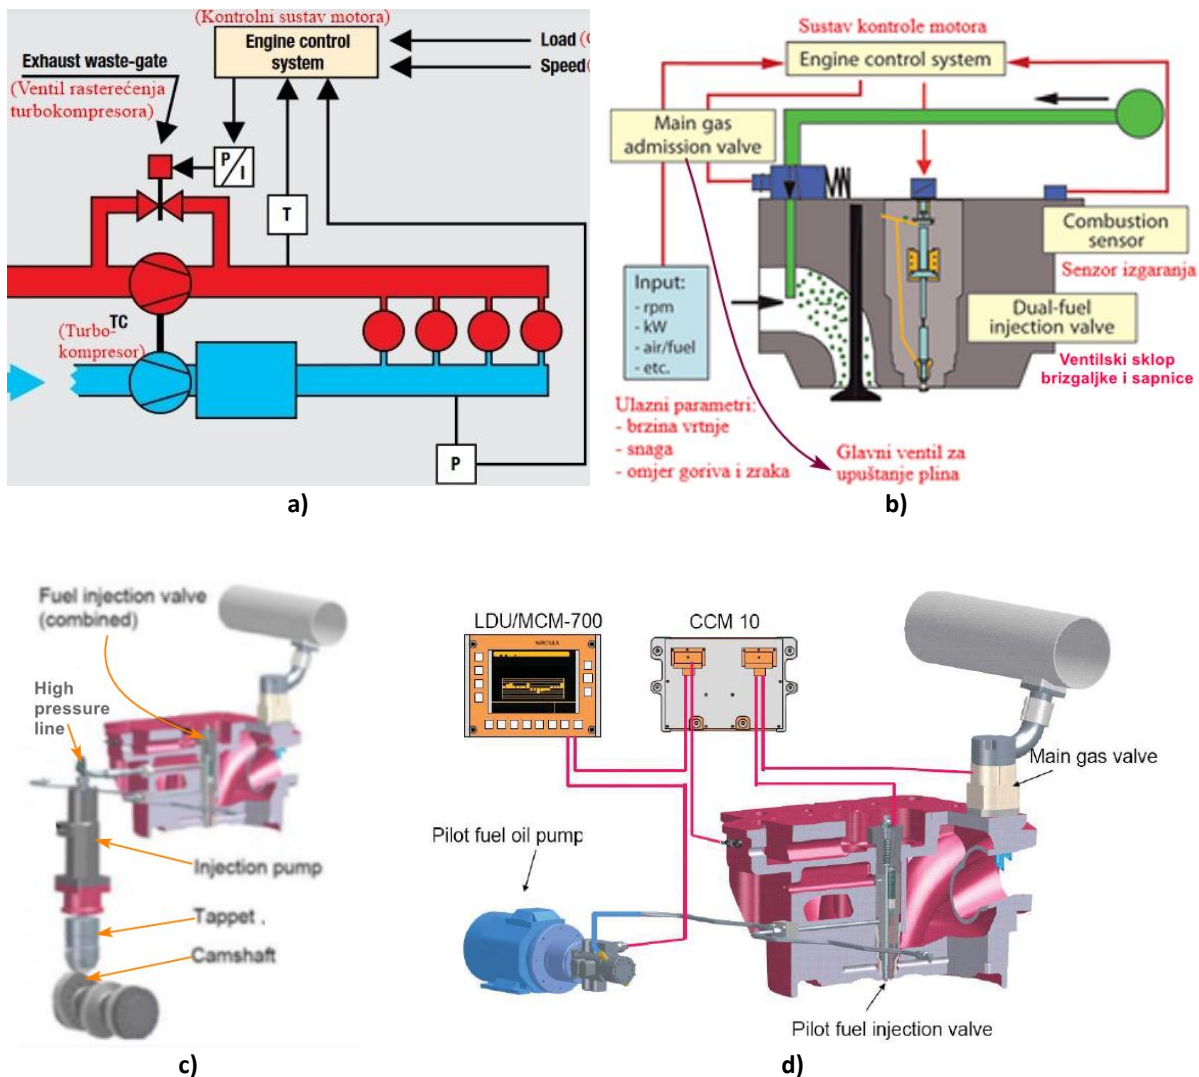 (Kontrolni sustav motora)
Engine control
system
Load
Speed
Exhaust waste-gate
(Ventil rasterećenja
turbokompresora)
P/I
T
TC
(Turbo-
kompresor)
P
a)
Sustav kontrole motora
Engine control system
Main gas
admission valve
Combustion
sensor
Senzor izgaranja
Input:
- rpm
- kW
- air/fuel
- etc.
Dual-fuel
injection valve
Ventilski sklop
brizgaljke i sapnice
Ulazni parametri:
- brzina vrtnje
- snaga
- omjer goriva i zraka
Glavni ventil za
upuštanje plina
b)
Fuel injection valve
(combined)
High
pressure
line
Injection pump
Tappet
Camshaft
c)
LDU/MCM-700
CCM 10
Main gas valve
Pilot fuel oil pump
Pilot fuel injection valve
d)